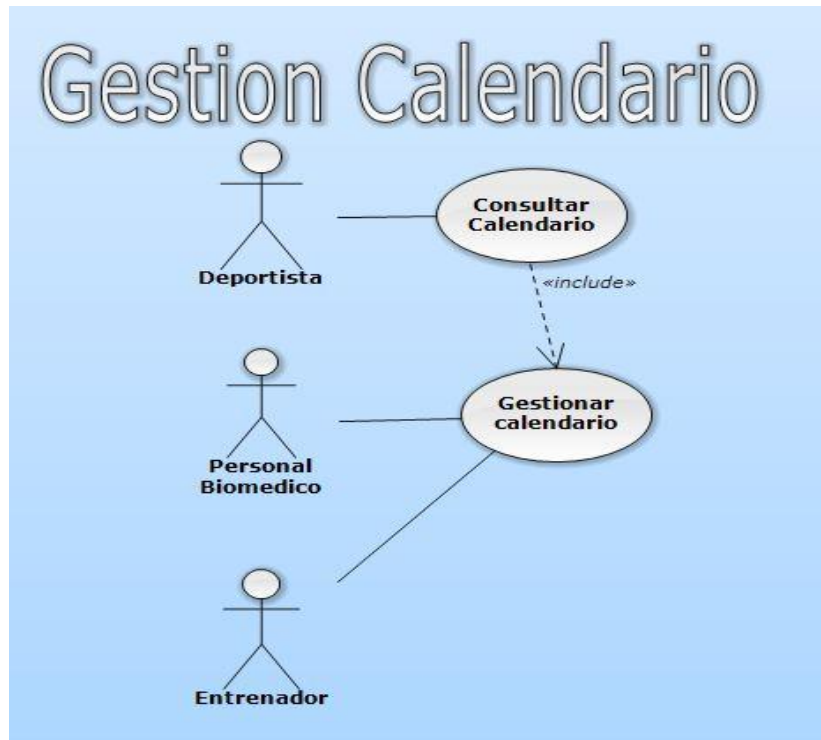 Gestion Calendario
Consultar
Calendario
Deportista
«include»
Gestionar
calendario
Personal
Biomedico
Entrenador